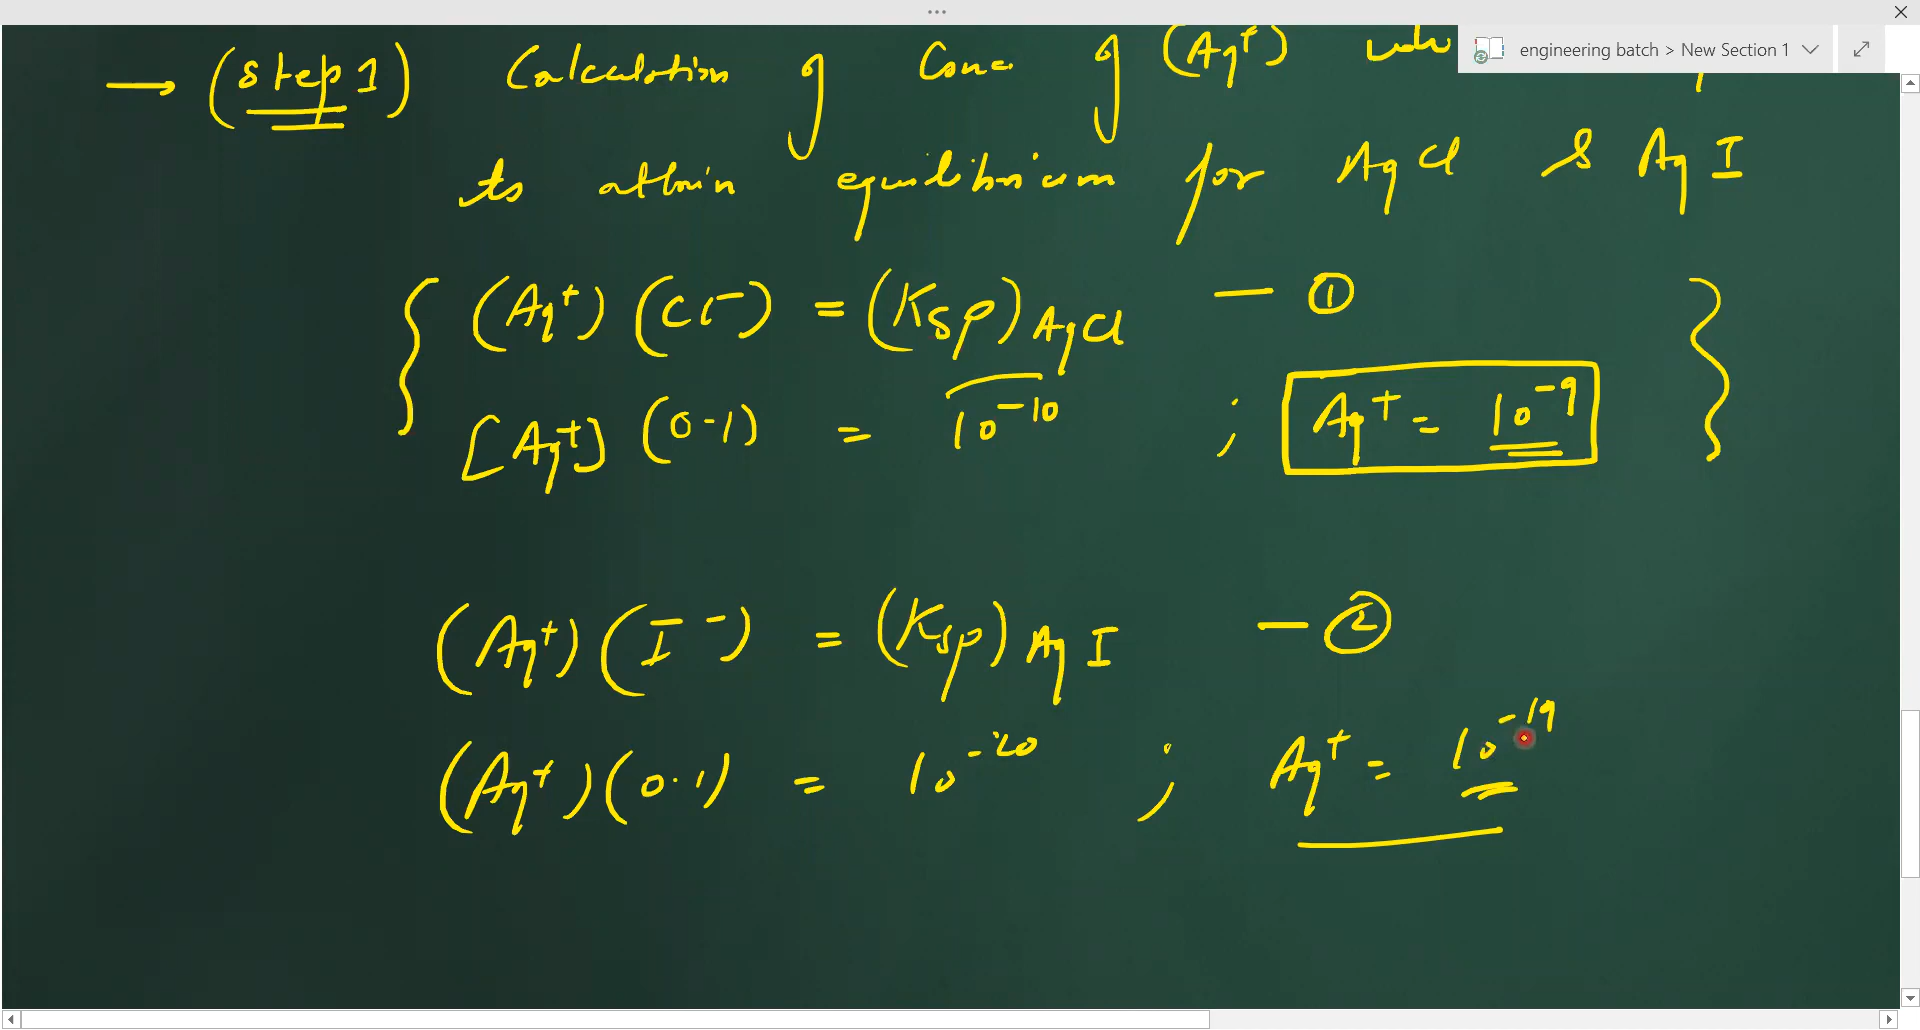 engineering batch > New Section 1
→ (Step 1) Calculation of Conc of (Ag⁺)
to attain equilibrium for AgCl & AgI
(Ag⁺) (Cl⁻) = (Ksp) AgCl — ①
[Ag⁺] (0.1) = 10⁻¹⁰ ; Ag⁺ = 10⁻⁹
(Ag⁺) (I⁻) = (Ksp) AgI — ②
(Ag⁺) (0.1) = 10⁻²⁰ ; Ag⁺ = 10⁻¹⁹